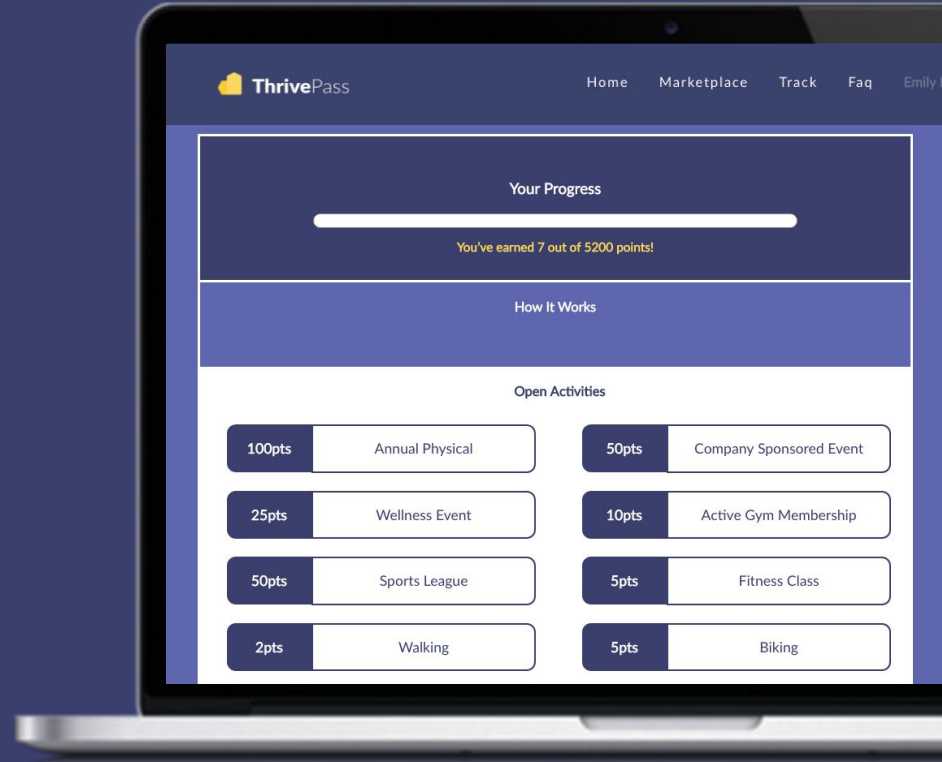 ThrivePass
Home Marketplace Track Faq Emily
Your Progress
You've earned 7 out of 5200 points!
How It Works
Open Activities
100pts Annual Physical
50pts Company Sponsored Event
25pts Wellness Event
10pts Active Gym Membership
50pts Sports League
5pts Fitness Class
2pts Walking
5pts Biking